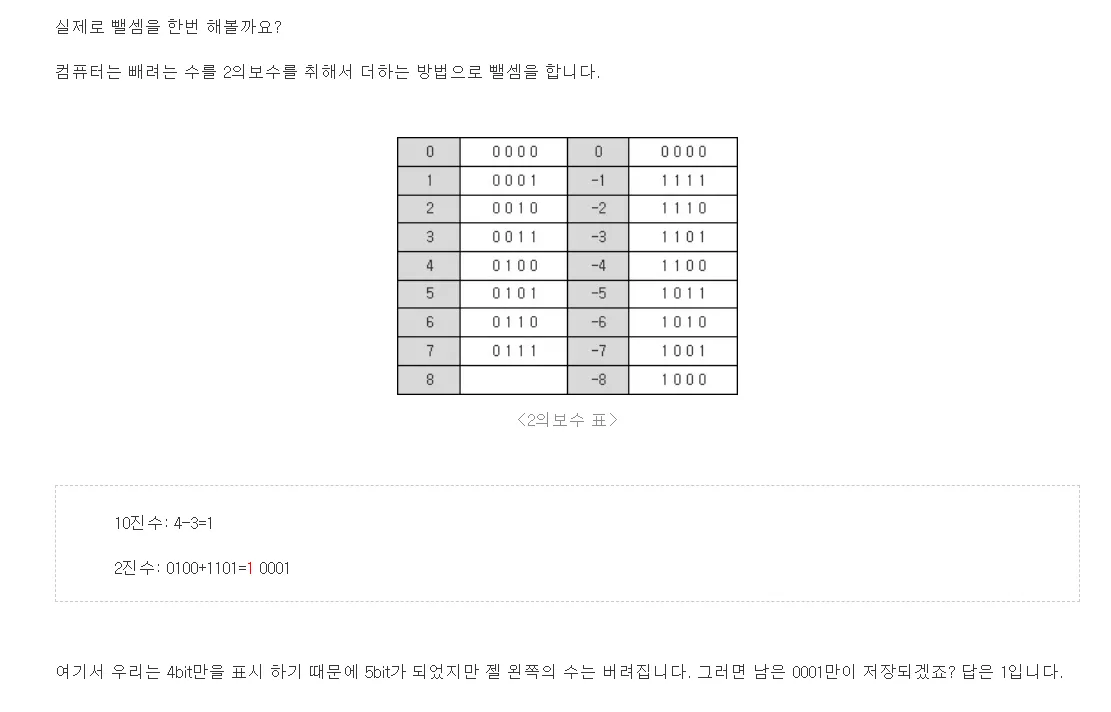 실제로 뺄셈을 한번 해볼까요?
컴퓨터는 빼려는 수를 2의보수를 취해서 더하는 방법으로 뺄셈을 합니다.
0 0000 0 0000
1 0001 -1 1111
2 0010 -2 1110
3 0011 -3 1101
4 0100 -4 1100
5 0101 -5 1011
6 0110 -6 1010
7 0111 -7 1001
8 -8 1000
<2의보수 표>
10진수: 4-3=1
2진수: 0100+1101=1 0001
여기서 우리는 4bit만을 표시 하기 때문에 5bit가 되었지만 젤 왼쪽의 수는 버려집니다. 그러면 남은 0001만이 저장되겠죠? 답은 1입니다.